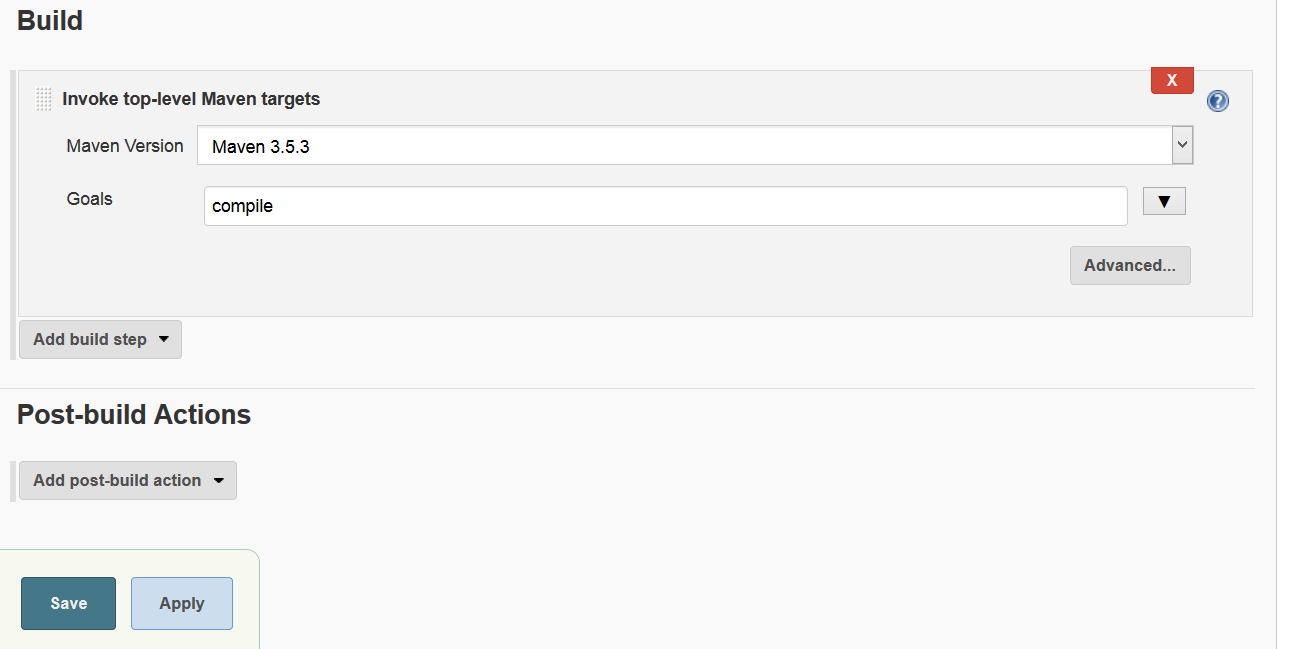 Build
X
Invoke top-level Maven targets
?
Maven Version
Maven 3.5.3
Goals
compile
Advanced...
Add build step
Post-build Actions
Add post-build action
Save
Apply